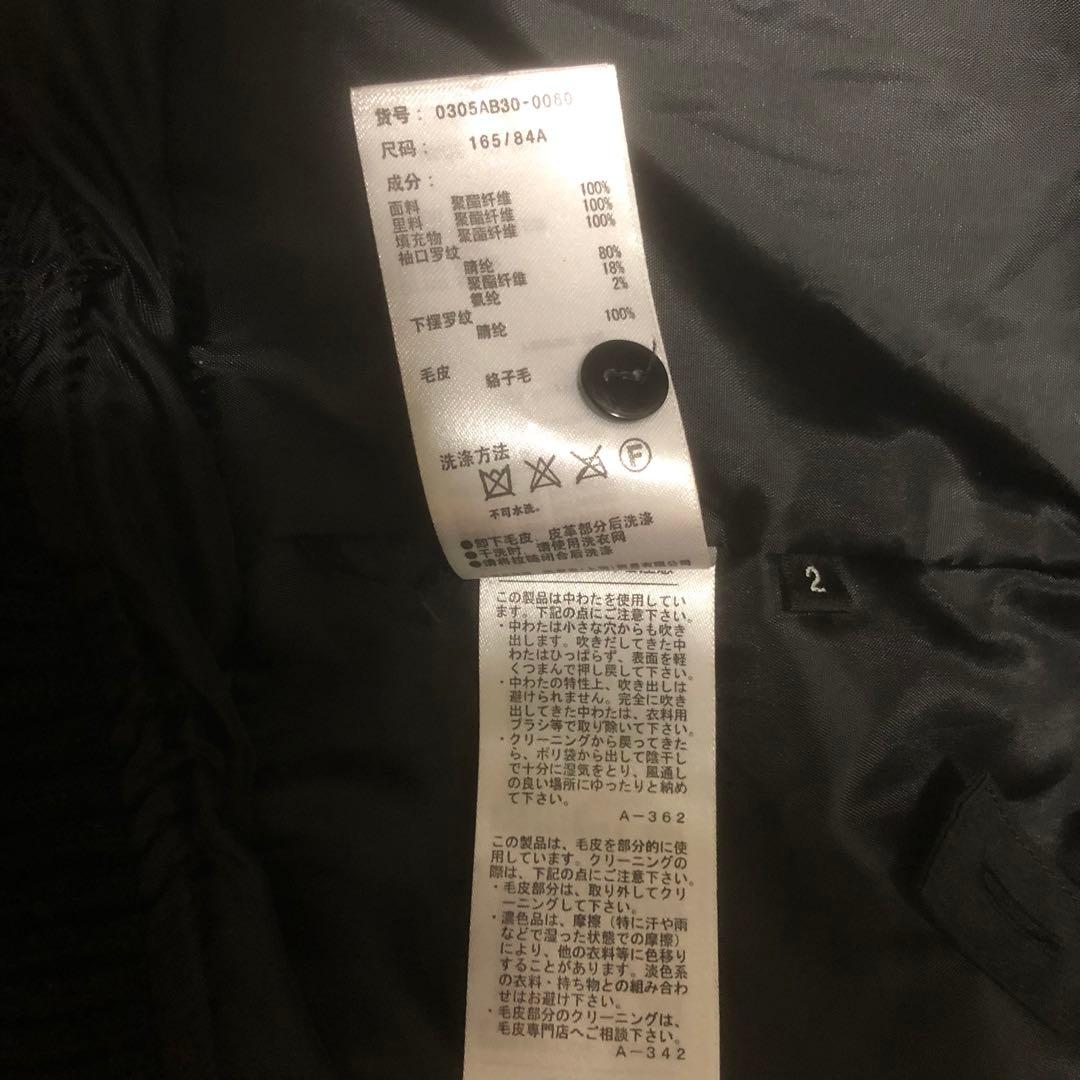 货号： 0305AB30-0060
尺码： 165/84A
成分：
面料 聚酯纤维 100%
里料 聚酯纤维 100%
填充物 聚酯纤维 100%
袖口罗纹
腈纶 80%
聚酯纤维 18%
氨纶 2%
下摆罗纹
腈纶 100%
毛皮 貉子毛
洗涤方法
F
不可水洗。
●卸下毛皮、皮革部分后洗涤
●干洗时，请使用洗衣网
●请将拉链闭合后洗涤
2
この製品は中わたを使用してい
ます。下記の点にご注意下さい。
・中わたは小さな穴からも吹き
出します。吹きだしてきた中
わたはひっぱらず、表面を軽
くつまんで押し戻して下さい。
・中わたの特性上、吹き出しは
避けられません。完全に吹き
出してきた中わたは、衣料用
ブラシ等で取り除いて下さい。
・クリーニングから戻ってきた
ら、ポリ袋から出して陰干し
で十分に湿気をとり、風通し
の良い場所にゆったりと納め
て下さい。
A－362
この製品は、毛皮を部分的に使
用しています。クリーニングの
際は、下記の点にご注意下さい。
・毛皮部分は、取り外してクリ
ーニングして下さい。
・濃色品は、摩擦（特に汗や雨
などで湿った状態での摩擦）
により、他の衣料等に色移り
することがあります。淡色系
の衣料・持ち物との組み合わ
せはお避け下さい。
・毛皮部分のクリーニングは、
毛皮専門店へご相談下さい。
A－342